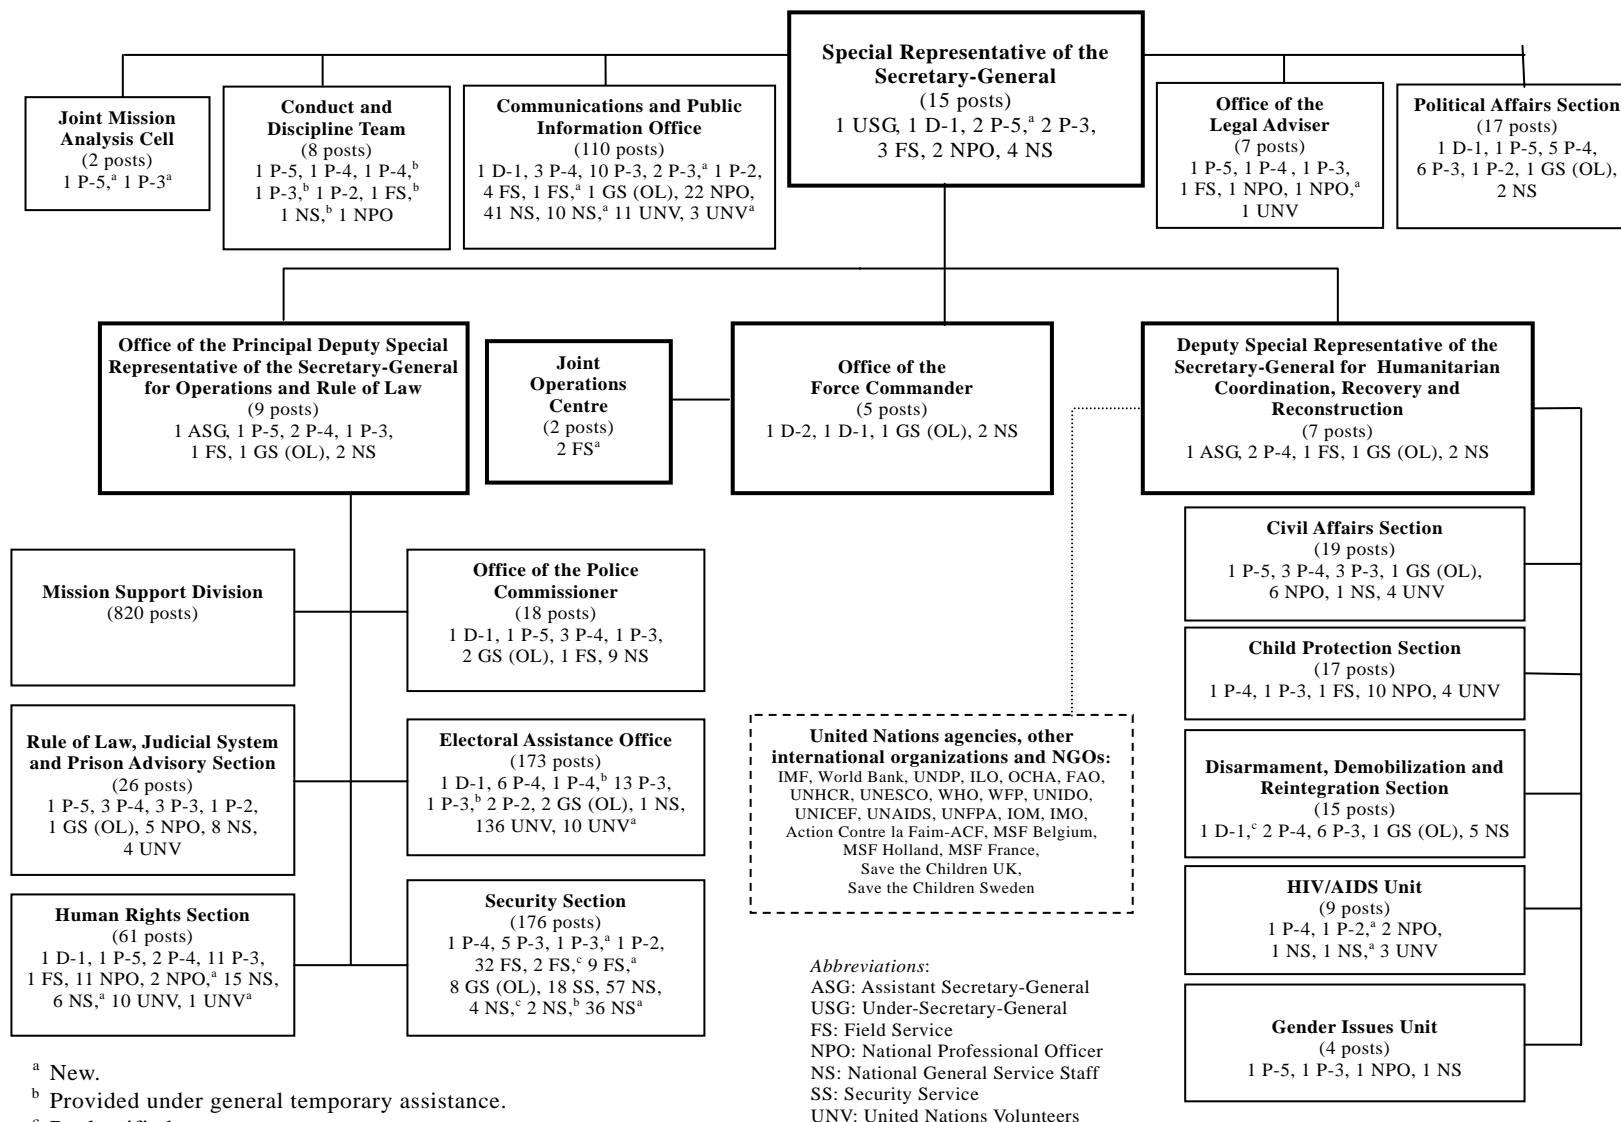 Special Representative of the
Secretary-General
(15 posts)
1 USG, 1 D-1, 2 P-5,ᵃ 2 P-3,
3 FS, 2 NPO, 4 NS
Joint Mission
Analysis Cell
(2 posts)
1 P-5,ᵃ 1 P-3ᵃ
Conduct and
Discipline Team
(8 posts)
1 P-5, 1 P-4, 1 P-4,ᵇ
1 P-3,ᵇ 1 P-2, 1 FS,ᵇ
1 NS,ᵇ 1 NPO
Communications and Public
Information Office
(110 posts)
1 D-1, 3 P-4, 10 P-3, 2 P-3,ᵃ 1 P-2,
4 FS, 1 FS,ᵃ 1 GS (OL), 22 NPO,
41 NS, 10 NS,ᵃ 11 UNV, 3 UNVᵃ
Office of the
Legal Adviser
(7 posts)
1 P-5, 1 P-4 , 1 P-3,
1 FS, 1 NPO, 1 NPO,ᵃ
1 UNV
Political Affairs Section
(17 posts)
1 D-1, 1 P-5, 5 P-4,
6 P-3, 1 P-2, 1 GS (OL),
2 NS
Office of the Principal Deputy Special
Representative of the Secretary-General
for Operations and Rule of Law
(9 posts)
1 ASG, 1 P-5, 2 P-4, 1 P-3,
1 FS, 1 GS (OL), 2 NS
Joint
Operations
Centre
(2 posts)
2 FSᵃ
Office of the
Force Commander
(5 posts)
1 D-2, 1 D-1, 1 GS (OL), 2 NS
Deputy Special Representative of the
Secretary-General for Humanitarian
Coordination, Recovery and
Reconstruction
(7 posts)
1 ASG, 2 P-4, 1 FS, 1 GS (OL), 2 NS
Mission Support Division
(820 posts)
Office of the Police
Commissioner
(18 posts)
1 D-1, 1 P-5, 3 P-4, 1 P-3,
2 GS (OL), 1 FS, 9 NS
Rule of Law, Judicial System
and Prison Advisory Section
(26 posts)
1 P-5, 3 P-4, 3 P-3, 1 P-2,
1 GS (OL), 5 NPO, 8 NS,
4 UNV
Electoral Assistance Office
(173 posts)
1 D-1, 6 P-4, 1 P-4,ᵇ 13 P-3,
1 P-3,ᵇ 2 P-2, 2 GS (OL), 1 NS,
136 UNV, 10 UNVᵃ
Human Rights Section
(61 posts)
1 D-1, 1 P-5, 2 P-4, 11 P-3,
1 FS, 11 NPO, 2 NPO,ᵃ 15 NS,
6 NS,ᵃ 10 UNV, 1 UNVᵃ
Security Section
(176 posts)
1 P-4, 5 P-3, 1 P-3,ᵃ 1 P-2,
32 FS, 2 FS,ᶜ 9 FS,ᵃ
8 GS (OL), 18 SS, 57 NS,
4 NS,ᶜ 2 NS,ᵇ 36 NSᵃ
United Nations agencies, other
international organizations and NGOs:
IMF, World Bank, UNDP, ILO, OCHA, FAO,
UNHCR, UNESCO, WHO, WFP, UNIDO,
UNICEF, UNAIDS, UNFPA, IOM, IMO,
Action Contre la Faim-ACF, MSF Belgium,
MSF Holland, MSF France,
Save the Children UK,
Save the Children Sweden
Civil Affairs Section
(19 posts)
1 P-5, 3 P-4, 3 P-3, 1 GS (OL),
6 NPO, 1 NS, 4 UNV
Child Protection Section
(17 posts)
1 P-4, 1 P-3, 1 FS, 10 NPO, 4 UNV
Disarmament, Demobilization and
Reintegration Section
(15 posts)
1 D-1,ᶜ 2 P-4, 6 P-3, 1 GS (OL), 5 NS
HIV/AIDS Unit
(9 posts)
1 P-4, 1 P-2,ᵃ 2 NPO,
1 NS, 1 NS,ᵃ 3 UNV
Gender Issues Unit
(4 posts)
1 P-5, 1 P-3, 1 NPO, 1 NS
Abbreviations:
ASG: Assistant Secretary-General
USG: Under-Secretary-General
FS: Field Service
NPO: National Professional Officer
NS: National General Service Staff
SS: Security Service
UNV: United Nations Volunteers
ᵃ New.
ᵇ Provided under general temporary assistance.